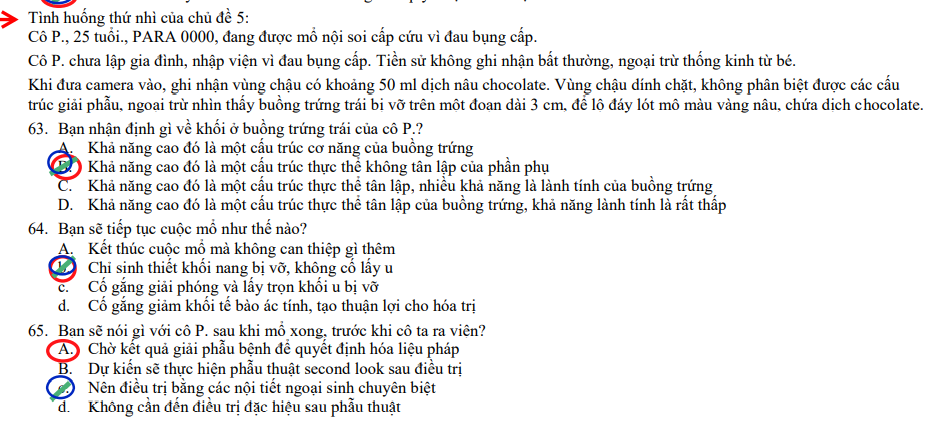 Tình huống thứ nhì của chủ đề 5:
Cô P., 25 tuổi., PARA 0000, đang được mổ nội soi cấp cứu vì đau bụng cấp.
Cô P. chưa lập gia đình, nhập viện vì đau bụng cấp. Tiền sử không ghi nhận bất thường, ngoại trừ thống kinh từ bé.
Khi đưa camera vào, ghi nhận vùng chậu có khoảng 50 ml dịch nâu chocolate. Vùng chậu dính chặt, không phân biệt được các cấu
trúc giải phẫu, ngoại trừ nhìn thấy buồng trứng trái bị vỡ trên một đoạn dài 3 cm, để lộ đáy lót mô màu vàng nâu, chứa dịch chocolate.
63. Bạn nhận định gì về khối ở buồng trứng trái của cô P.?
A. Khả năng cao đó là một cấu trúc cơ năng của buồng trứng
B. Khả năng cao đó là một cấu trúc thực thể không tân lập của phần phụ
C. Khả năng cao đó là một cấu trúc thực thể tân lập, nhiều khả năng là lành tính của buồng trứng
D. Khả năng cao đó là một cấu trúc thực thể tân lập của buồng trứng, khả năng lành tính là rất thấp
64. Bạn sẽ tiếp tục cuộc mổ như thế nào?
A. Kết thúc cuộc mổ mà không can thiệp gì thêm
Chỉ sinh thiết khối nang bị vỡ, không cố lấy u
c. Cố gắng giải phóng và lấy trọn khối u bị vỡ
d. Cố gắng giảm khối tế bào ác tính, tạo thuận lợi cho hóa trị
65. Bạn sẽ nói gì với cô P. sau khi mổ xong, trước khi cô ta ra viện?
A. Chờ kết quả giải phẫu bệnh để quyết định hóa liệu pháp
B. Dự kiến sẽ thực hiện phẫu thuật second look sau điều trị
Nên điều trị bằng các nội tiết ngoại sinh chuyên biệt
d. Không cần đến điều trị đặc hiệu sau phẫu thuật